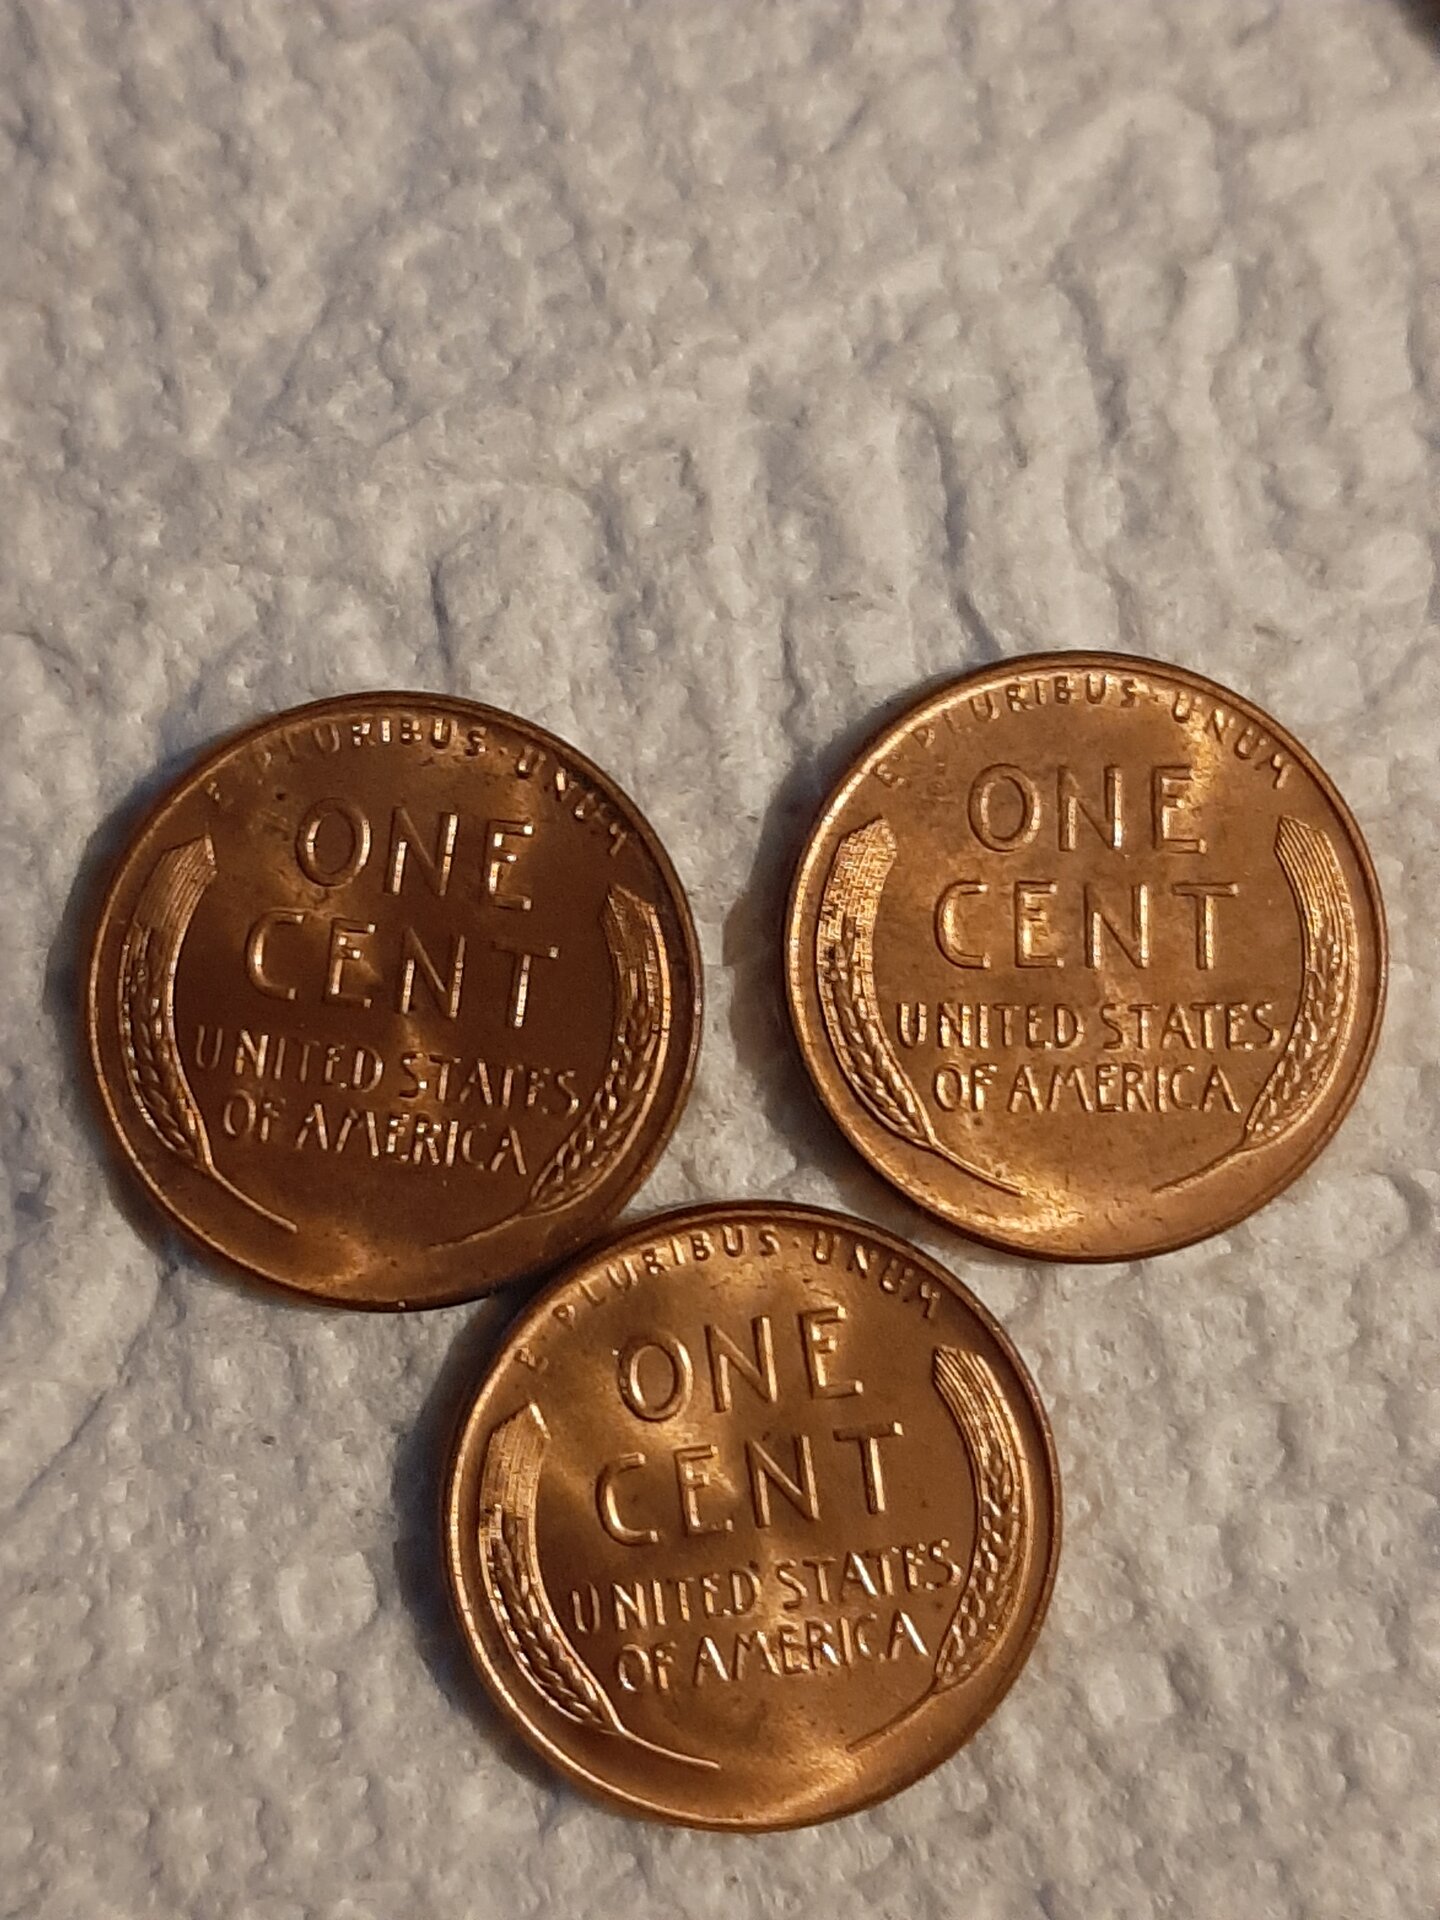 E·PLURIBUS·UNUM
ONE
CENT
UNITED STATES
OF AMERICA
E·PLURIBUS·UNUM
ONE
CENT
UNITED STATES
OF AMERICA
E·PLURIBUS·UNUM
ONE
CENT
UNITED STATES
OF AMERICA